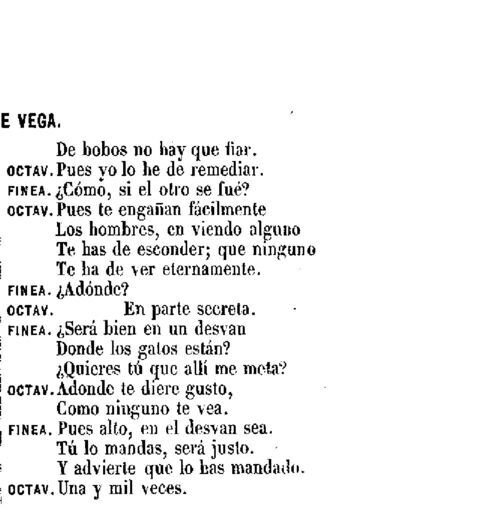 E VEGA.
De bobos no hay que fiar.
OCTAV. Pues yo lo he de remediar.
FINEA. ¿Cómo, si el otro se fué?
OCTAV. Pues te engañan fácilmente
Los hombres, en viendo alguno
Te has de esconder; que ninguno
Te ha de ver eternamente.
FINEA. ¿Adónde?
OCTAV. En parte secreta.
FINEA. ¿Será bien en un desvan
Donde los gatos están?
¿Quieres tú que allí me meta?
OCTAV. Adonde te diere gusto,
Como ninguno te vea.
FINEA. Pues alto, en el desvan sea.
Tú lo mandas, será justo.
Y advierte que lo has mandado.
OCTAV. Una y mil veces.